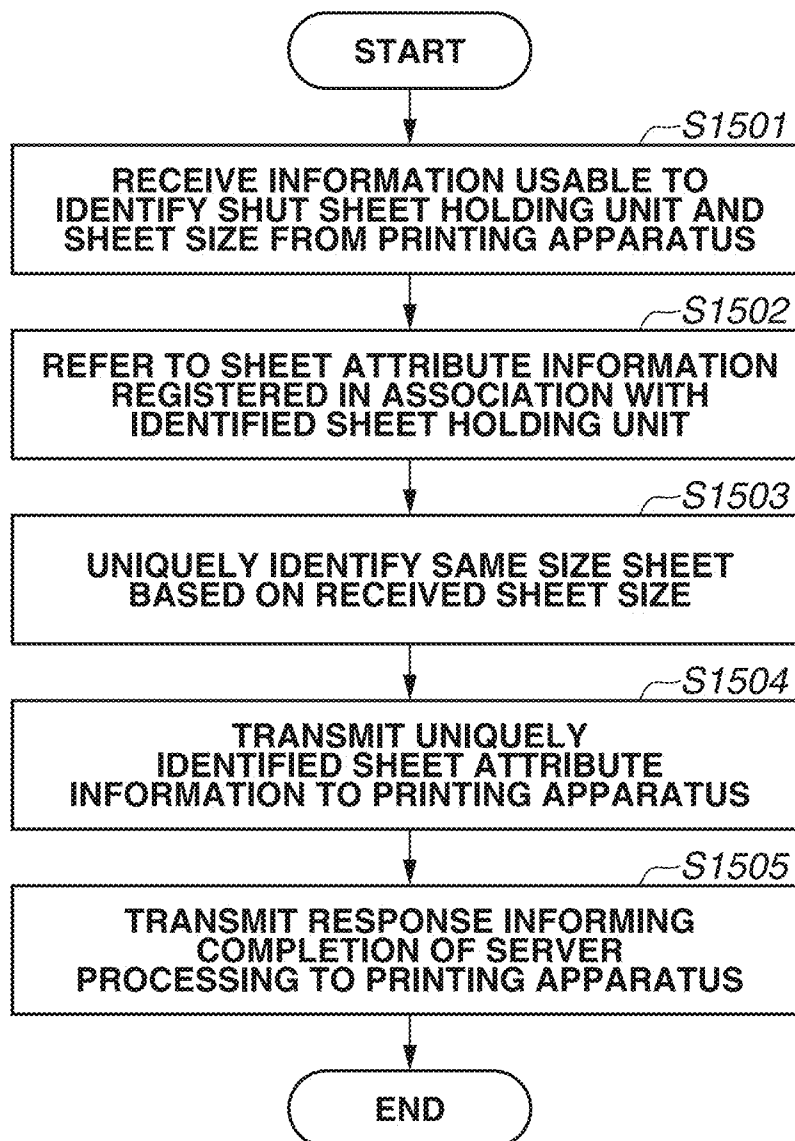 START
S1501
RECEIVE INFORMATION USABLE TO
IDENTIFY SHUT SHEET HOLDING UNIT AND
SHEET SIZE FROM PRINTING APPARATUS
S1502
REFER TO SHEET ATTRIBUTE INFORMATION
REGISTERED IN ASSOCIATION WITH
IDENTIFIED SHEET HOLDING UNIT
S1503
UNIQUELY IDENTIFY SAME SIZE SHEET
BASED ON RECEIVED SHEET SIZE
S1504
TRANSMIT UNIQUELY
IDENTIFIED SHEET ATTRIBUTE
INFORMATION TO PRINTING APPARATUS
S1505
TRANSMIT RESPONSE INFORMING
COMPLETION OF SERVER
PROCESSING TO PRINTING APPARATUS
END